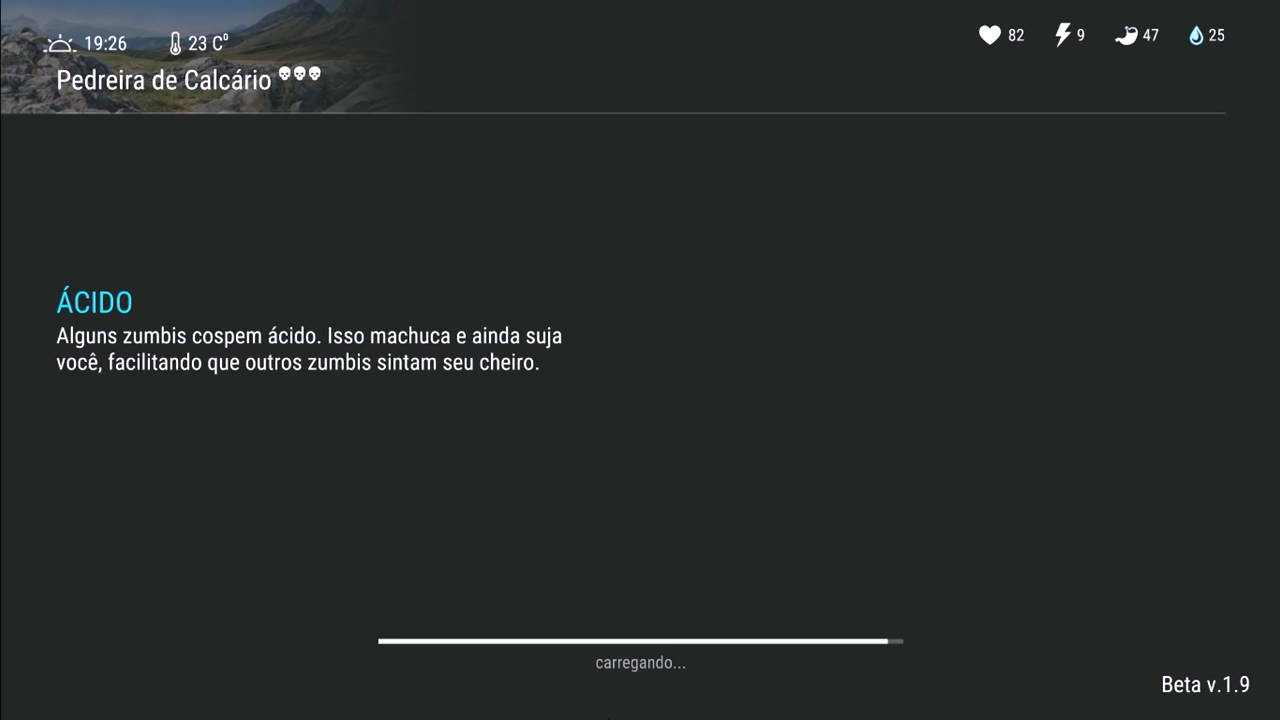 19:26 23 C⁰ 82 9 47 25
Pedreira de Calcário
ÁCIDO
Alguns zumbis cospem ácido. Isso machuca e ainda suja
você, facilitando que outros zumbis sintam seu cheiro.
carregando...
Beta v.1.9